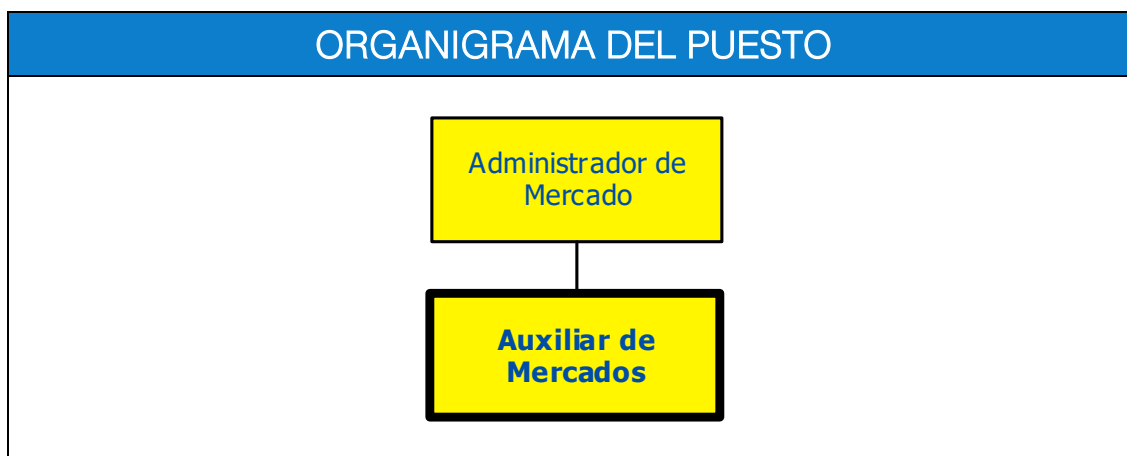 ORGANIGRAMA DEL PUESTO
Administrador de
Mercado
Auxiliar de
Mercados